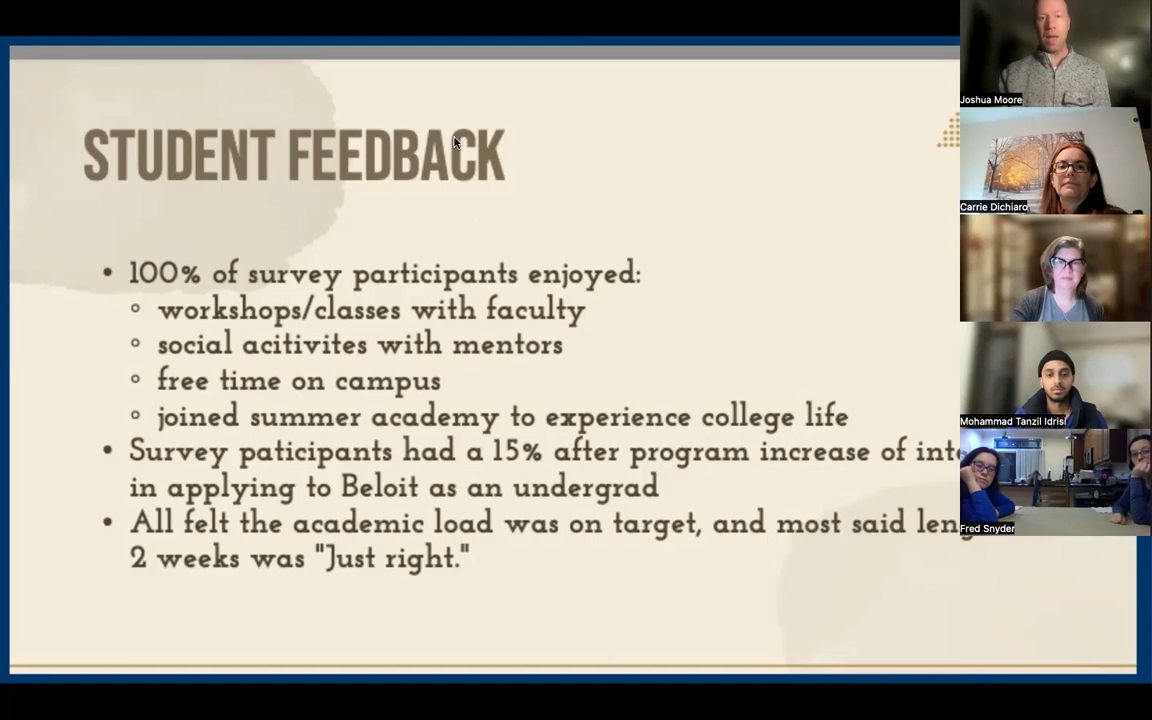 STUDENT FEEDBACK
• 100% of survey participants enjoyed:
◦ workshops/classes with faculty
◦ social acitivites with mentors
◦ free time on campus
◦ joined summer academy to experience college life
• Survey paticipants had a 15% after program increase of
in applying to Beloit as an undergrad
• All felt the academic load was on target, and most said
2 weeks was "Just right."
Joshua Moore
Carrie Dichiaro
Mohammad Tanzil Idrisi
Fred Snyder